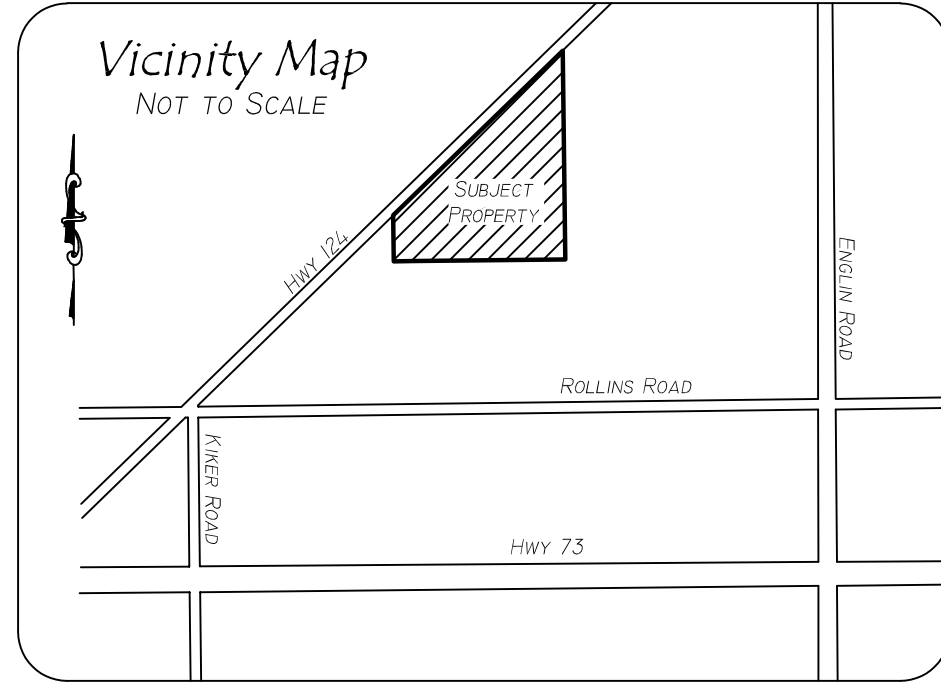 Vicinity Map
NOT TO SCALE
SUBJECT
PROPERTY
HWY 124
ENGLIN ROAD
ROLLINS ROAD
KIKER ROAD
HWY 73